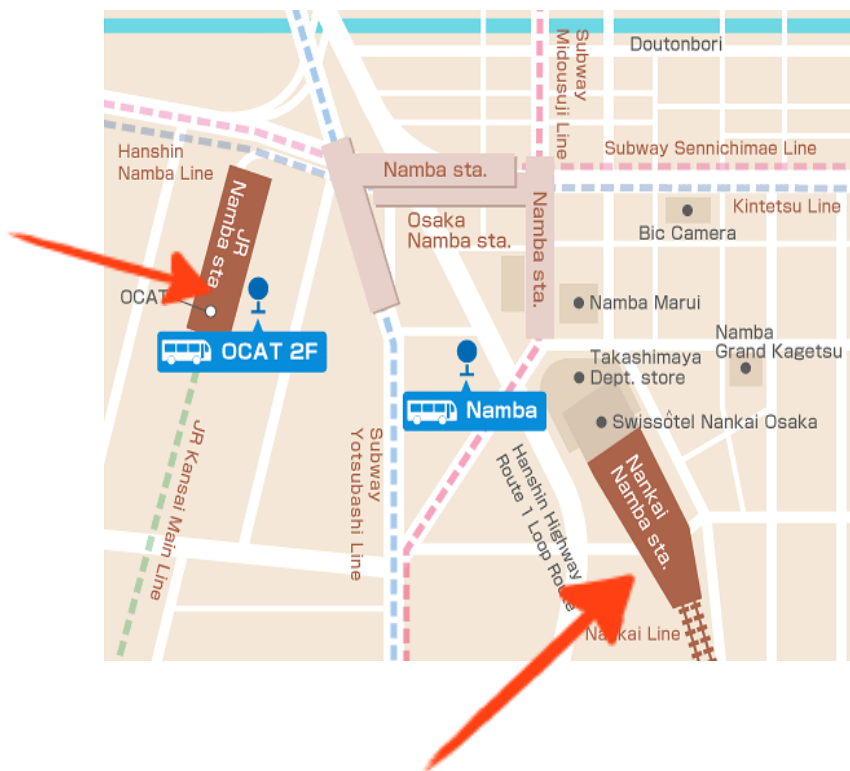 Doutonbori
Subway
Midousuji Line
Subway Sennichimae Line
Hanshin
Namba Line
Namba sta.
Kintetsu Line
JR
Namba sta
Osaka
Namba sta.
Namba sta.
Bic Camera
OCAT
Namba Marui
OCAT 2F
Namba
Grand Kagetsu
Takashimaya
Dept. store
Namba
Swissôtel Nankai Osaka
JR Kansai Main Line
Subway
Yotsubashi Line
Hanshin Highway
Route 1 Loop Route
Nankai
Namba sta.
Nankai Line